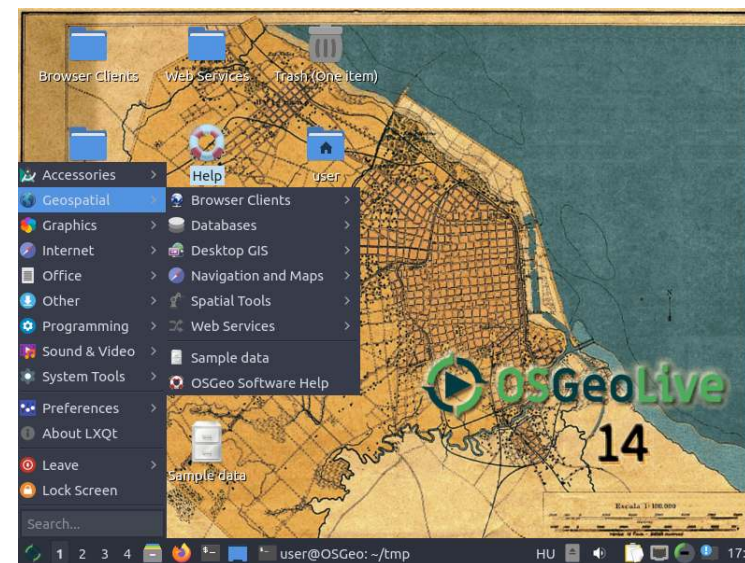 Browser Clients
Web Services
Trash (One item)
Help
user
Accessories
Geospatial
Graphics
Internet
Office
Other
Programming
Sound & Video
System Tools
Preferences
About LXQt
Leave
Lock Screen
Search...
Browser Clients
Databases
Desktop GIS
Navigation and Maps
Spatial Tools
Web Services
Sample data
OSGeo Software Help
OSGeoLive
14
Sample data
Escala 1:100.000
1 2 3 4
user@OSGeo: ~/tmp
HU
17: